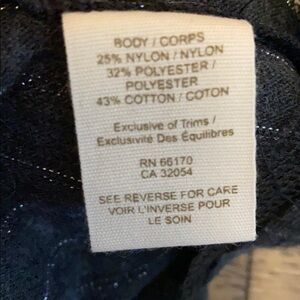 BODY / CORPS
25% NYLON / NYLON
32% POLYESTER /
POLYESTER
43% COTTON / COTON
Exclusive of Trims /
Exclusivité Des Équilibres
RN 66170
CA 32054
SEE REVERSE FOR CARE
VOIR L'INVERSE POUR
LE SOIN